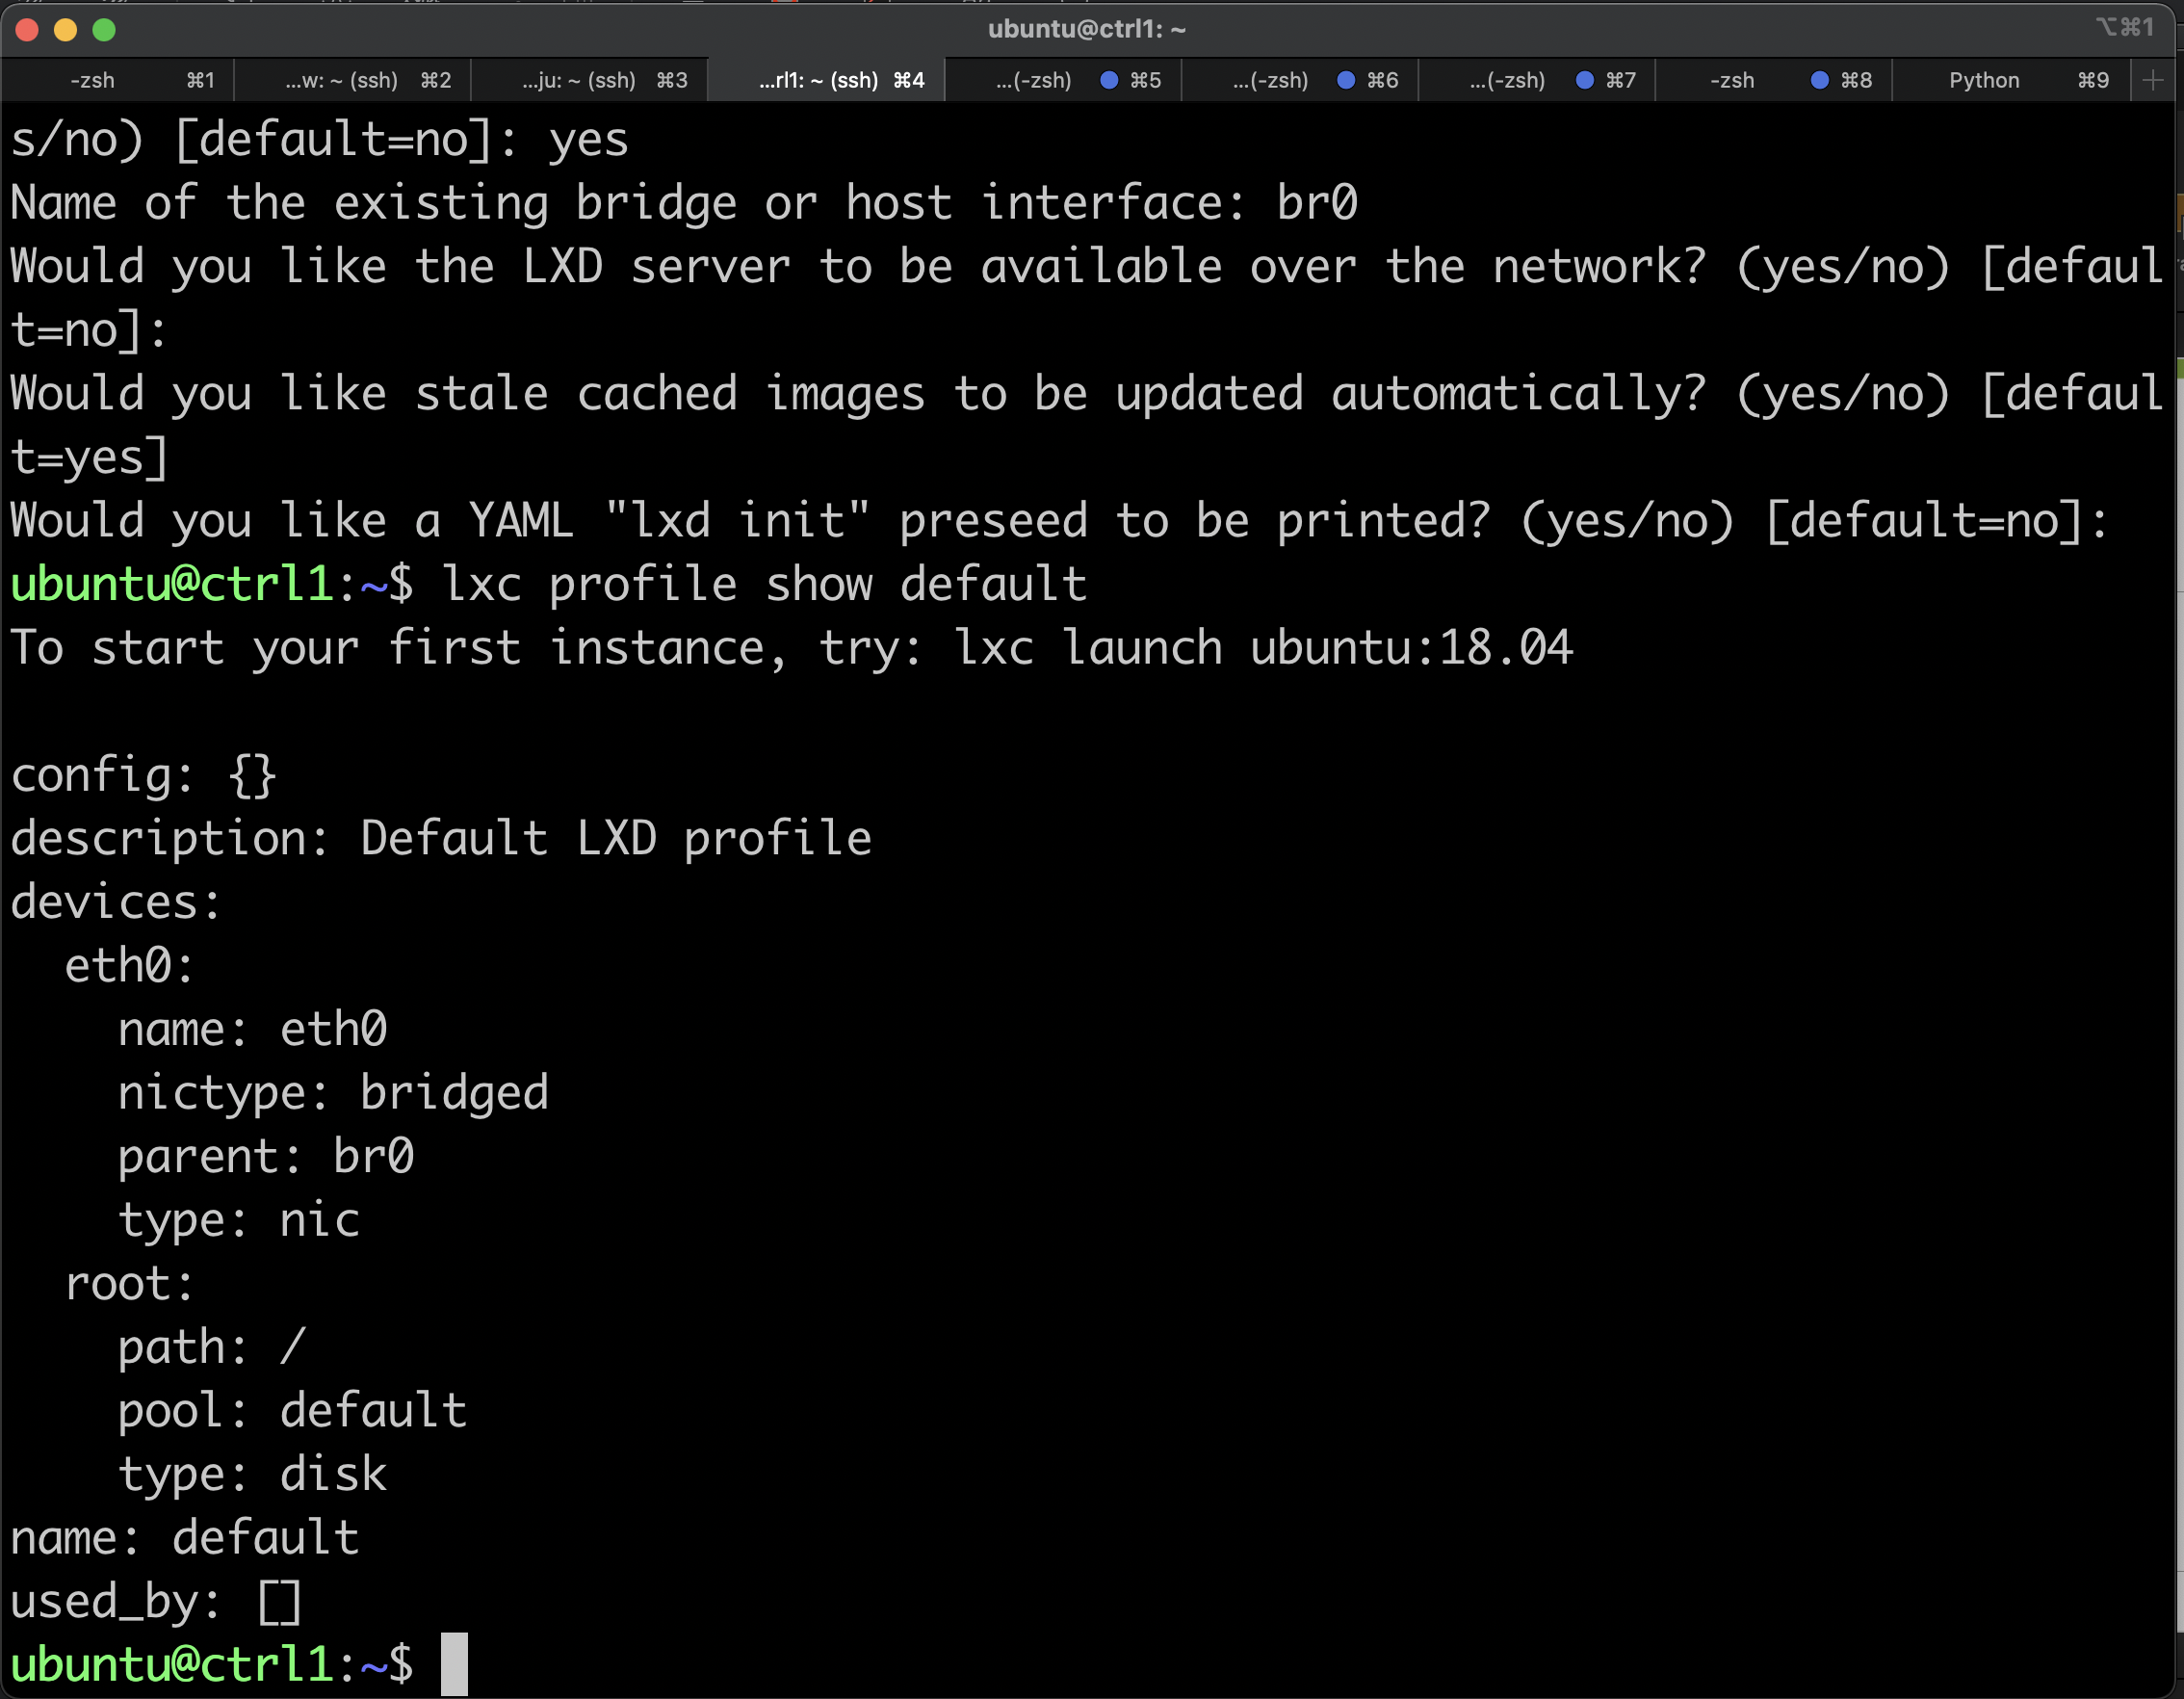 ubuntu@ctrl1: ~
⌥⌘1
-zsh ⌘1 ...w: ~ (ssh) ⌘2 ...ju: ~ (ssh) ⌘3 ...rl1: ~ (ssh) ⌘4 ...(-zsh) ⌘5 ...(-zsh) ⌘6 ...(-zsh) ⌘7 -zsh ⌘8 Python ⌘9
s/no) [default=no]: yes
Name of the existing bridge or host interface: br0
Would you like the LXD server to be available over the network? (yes/no) [defaul
t=no]:
Would you like stale cached images to be updated automatically? (yes/no) [defaul
t=yes]
Would you like a YAML "lxd init" preseed to be printed? (yes/no) [default=no]:
ubuntu@ctrl1:~$ lxc profile show default
To start your first instance, try: lxc launch ubuntu:18.04
config: {}
description: Default LXD profile
devices:
  eth0:
    name: eth0
    nictype: bridged
    parent: br0
    type: nic
  root:
    path: /
    pool: default
    type: disk
name: default
used_by: []
ubuntu@ctrl1:~$